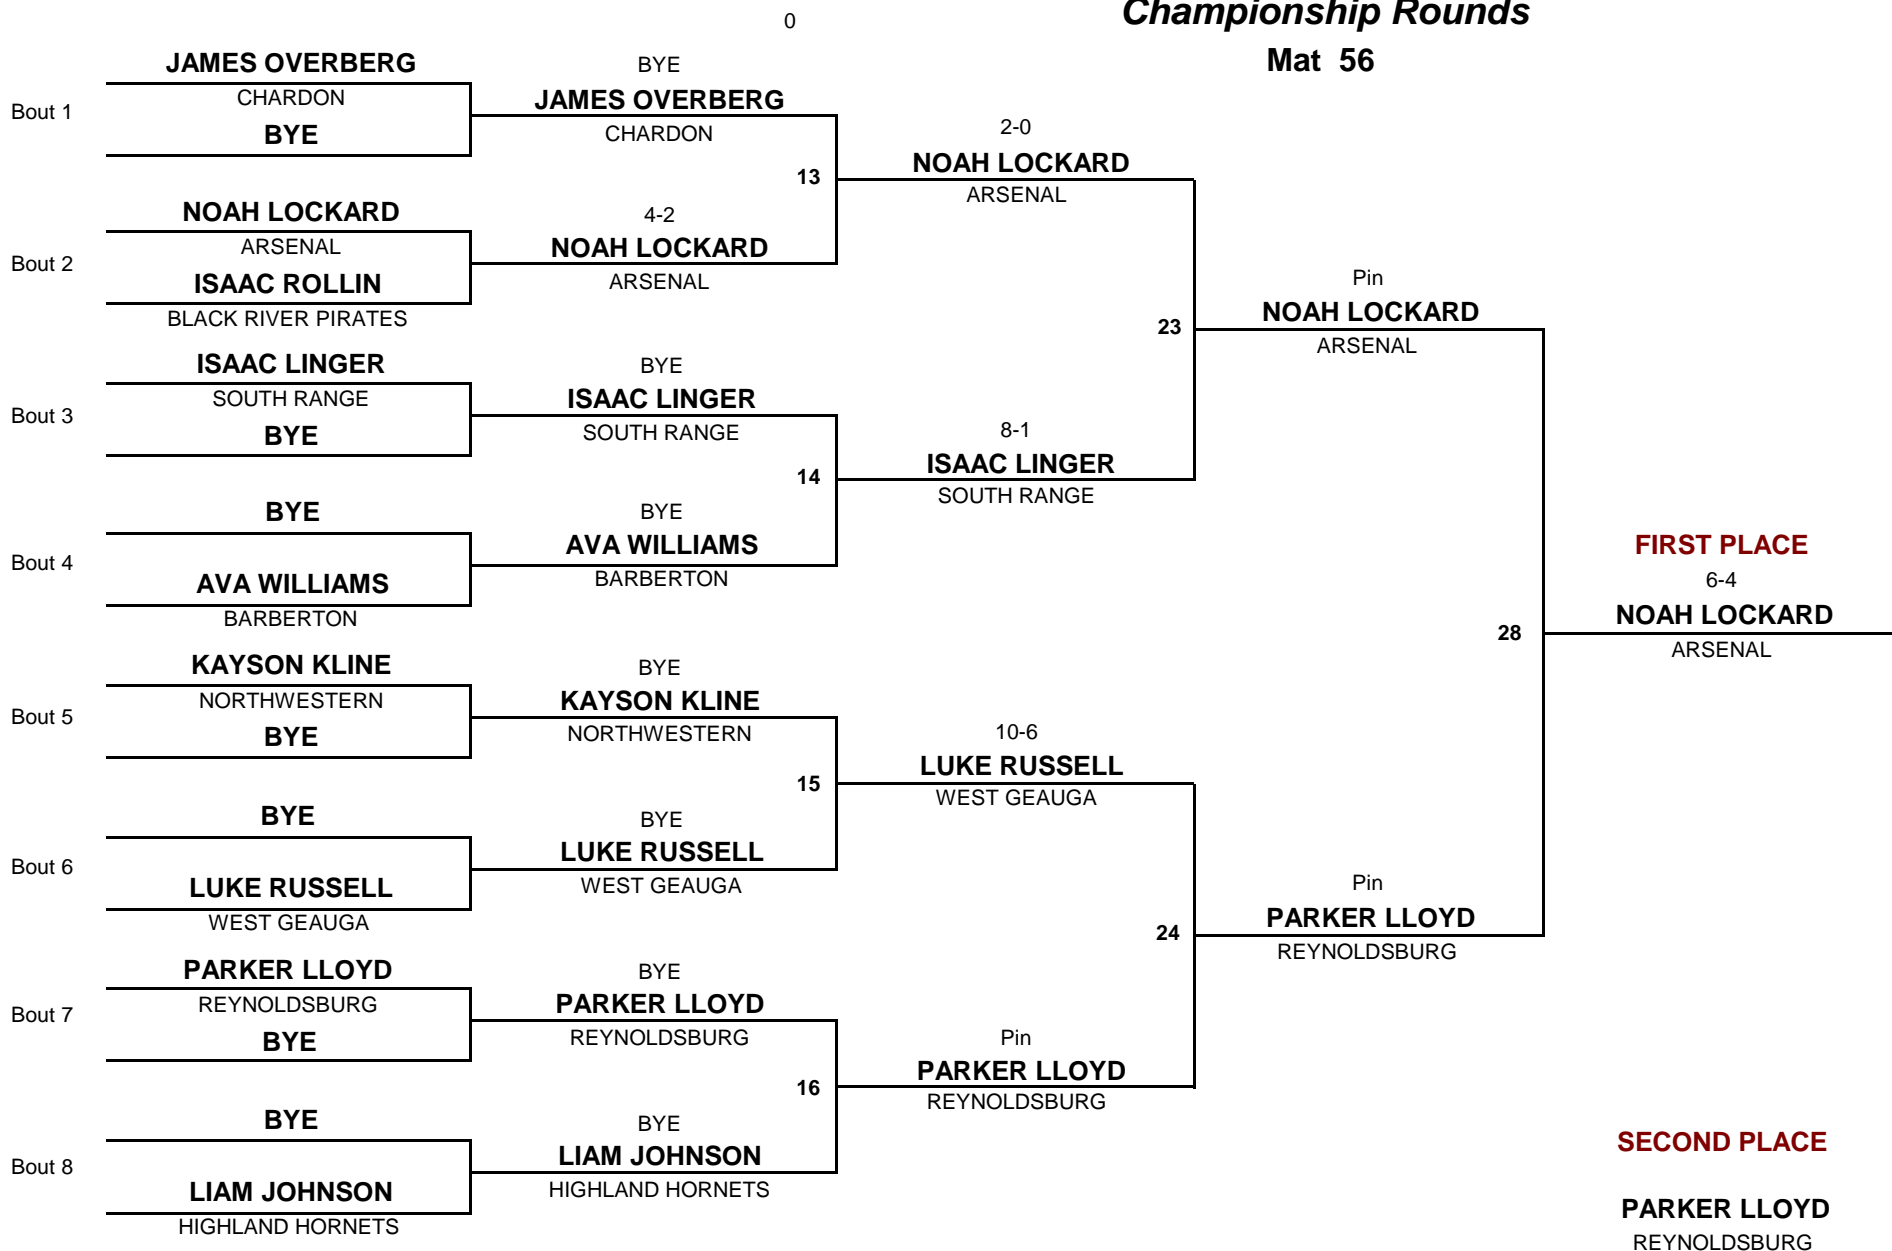 0
Championship Rounds
Mat 56
JAMES OVERBERG
CHARDON
Bout 1
BYE
NOAH LOCKARD
ARSENAL
Bout 2
ISAAC ROLLIN
BLACK RIVER PIRATES
ISAAC LINGER
SOUTH RANGE
Bout 3
BYE
BYE
Bout 4
AVA WILLIAMS
BARBERTON
KAYSON KLINE
NORTHWESTERN
Bout 5
BYE
BYE
Bout 6
LUKE RUSSELL
WEST GEAUGA
PARKER LLOYD
REYNOLDSBURG
Bout 7
BYE
BYE
Bout 8
LIAM JOHNSON
HIGHLAND HORNETS
BYE
JAMES OVERBERG
CHARDON
13
4-2
NOAH LOCKARD
ARSENAL
BYE
ISAAC LINGER
SOUTH RANGE
14
BYE
AVA WILLIAMS
BARBERTON
BYE
KAYSON KLINE
NORTHWESTERN
15
BYE
LUKE RUSSELL
WEST GEAUGA
BYE
PARKER LLOYD
REYNOLDSBURG
16
BYE
LIAM JOHNSON
HIGHLAND HORNETS
2-0
NOAH LOCKARD
ARSENAL
23
8-1
ISAAC LINGER
SOUTH RANGE
10-6
LUKE RUSSELL
WEST GEAUGA
24
Pin
PARKER LLOYD
REYNOLDSBURG
Pin
NOAH LOCKARD
ARSENAL
28
Pin
PARKER LLOYD
REYNOLDSBURG
FIRST PLACE
6-4
NOAH LOCKARD
ARSENAL
SECOND PLACE
PARKER LLOYD
REYNOLDSBURG